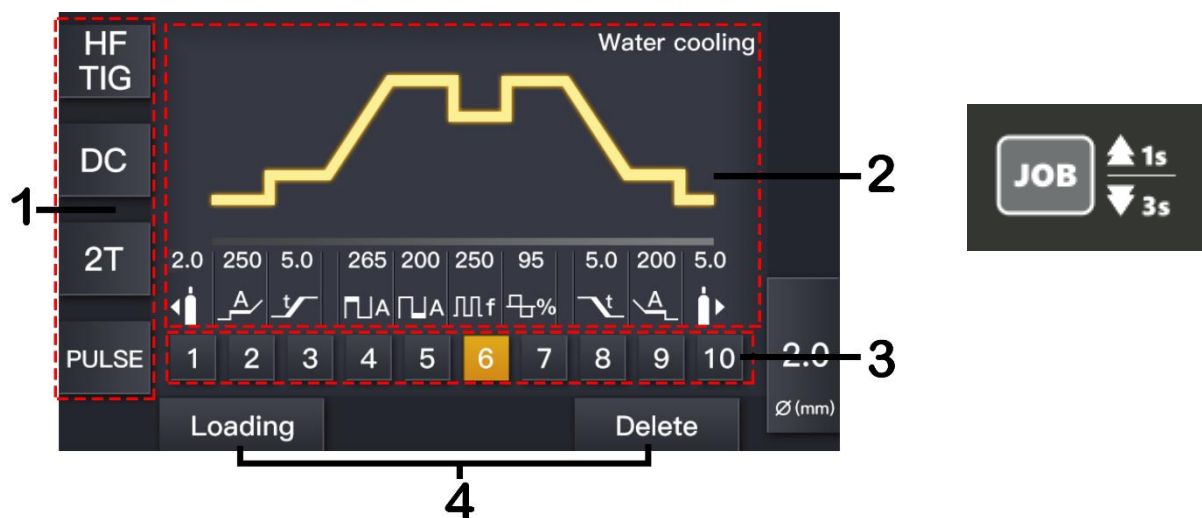 HF
TIG
Water cooling
DC
1
2
2T
2.0 250 5.0 265 200 250 95 5.0 200 5.0
A t A A f % t A
PULSE
1 2 3 4 5 6 7 8 9 10
2.0
3
Loading
Delete
Ø (mm)
4
JOB
1s
3s